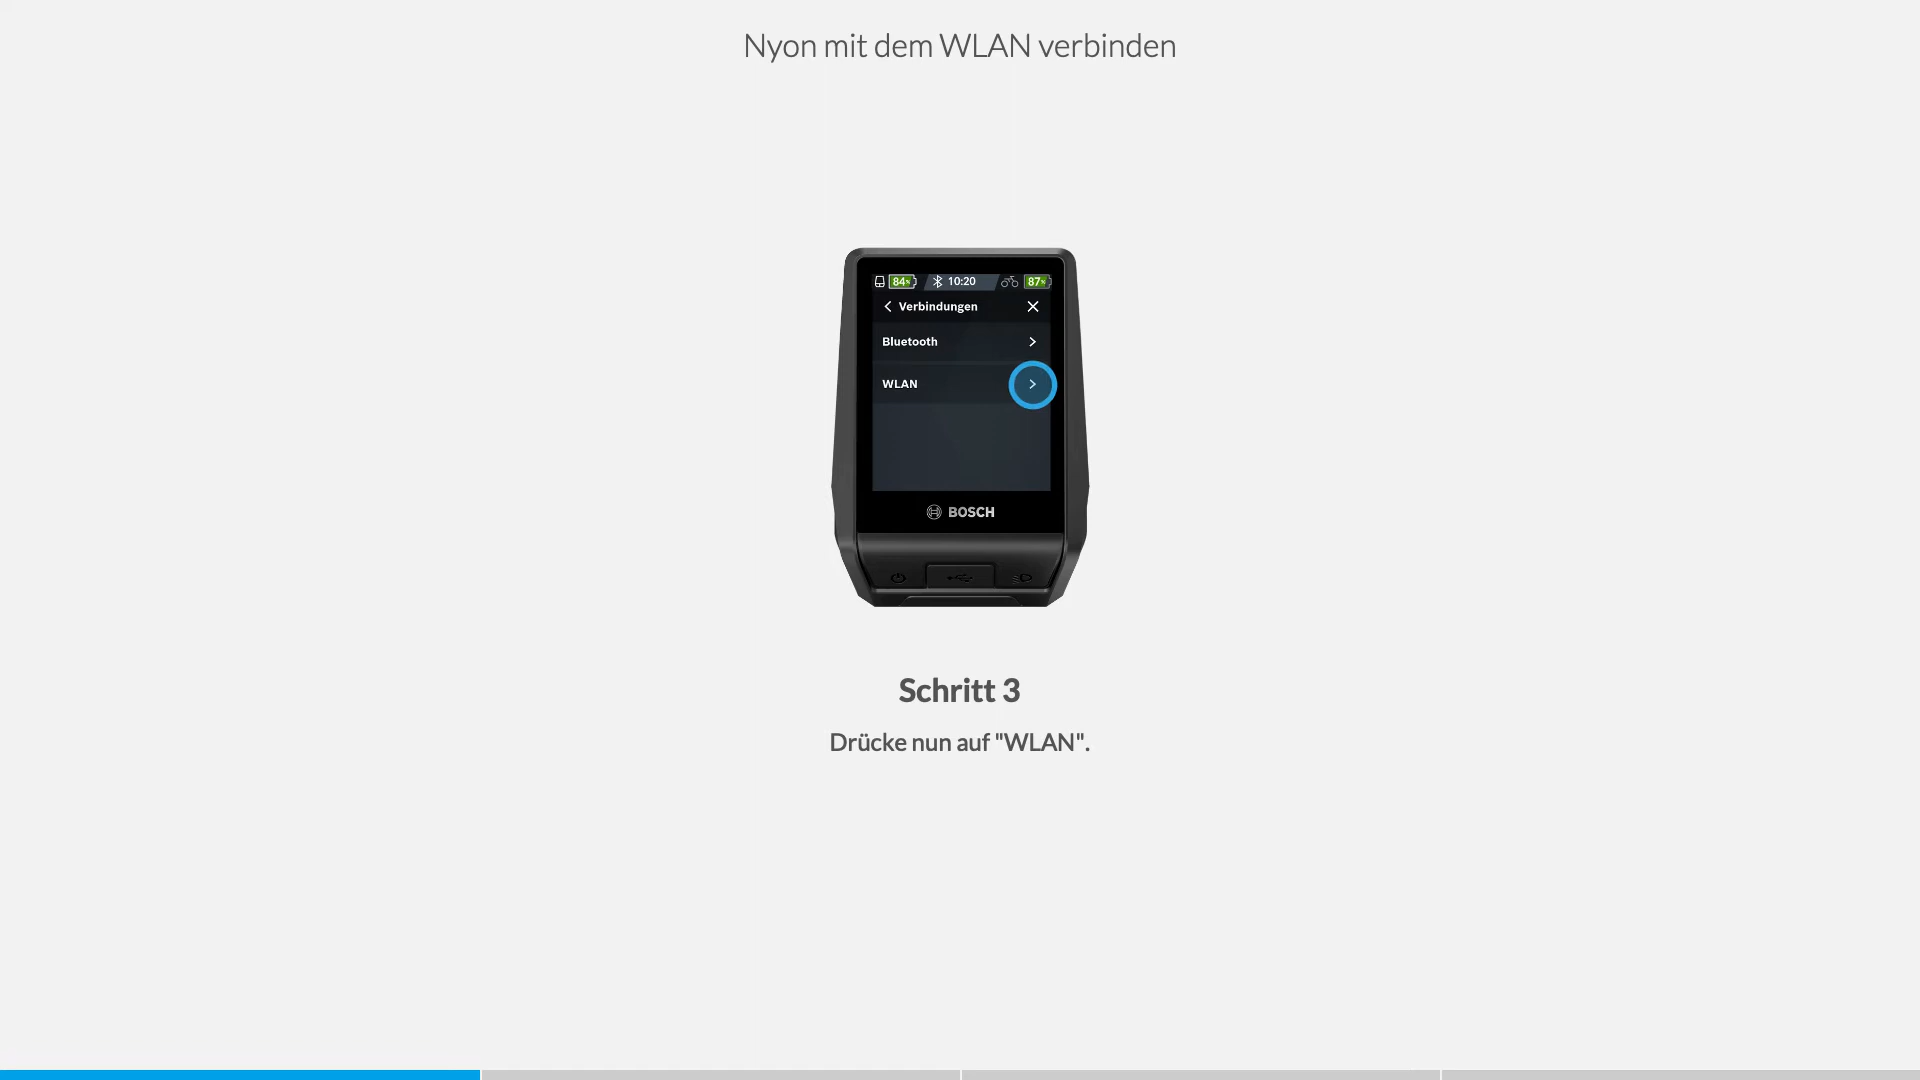 Nyon mit dem WLAN verbinden
84% 10:20 87%
Verbindungen
Bluetooth
WLAN
BOSCH
Schritt 3
Drücke nun auf "WLAN".